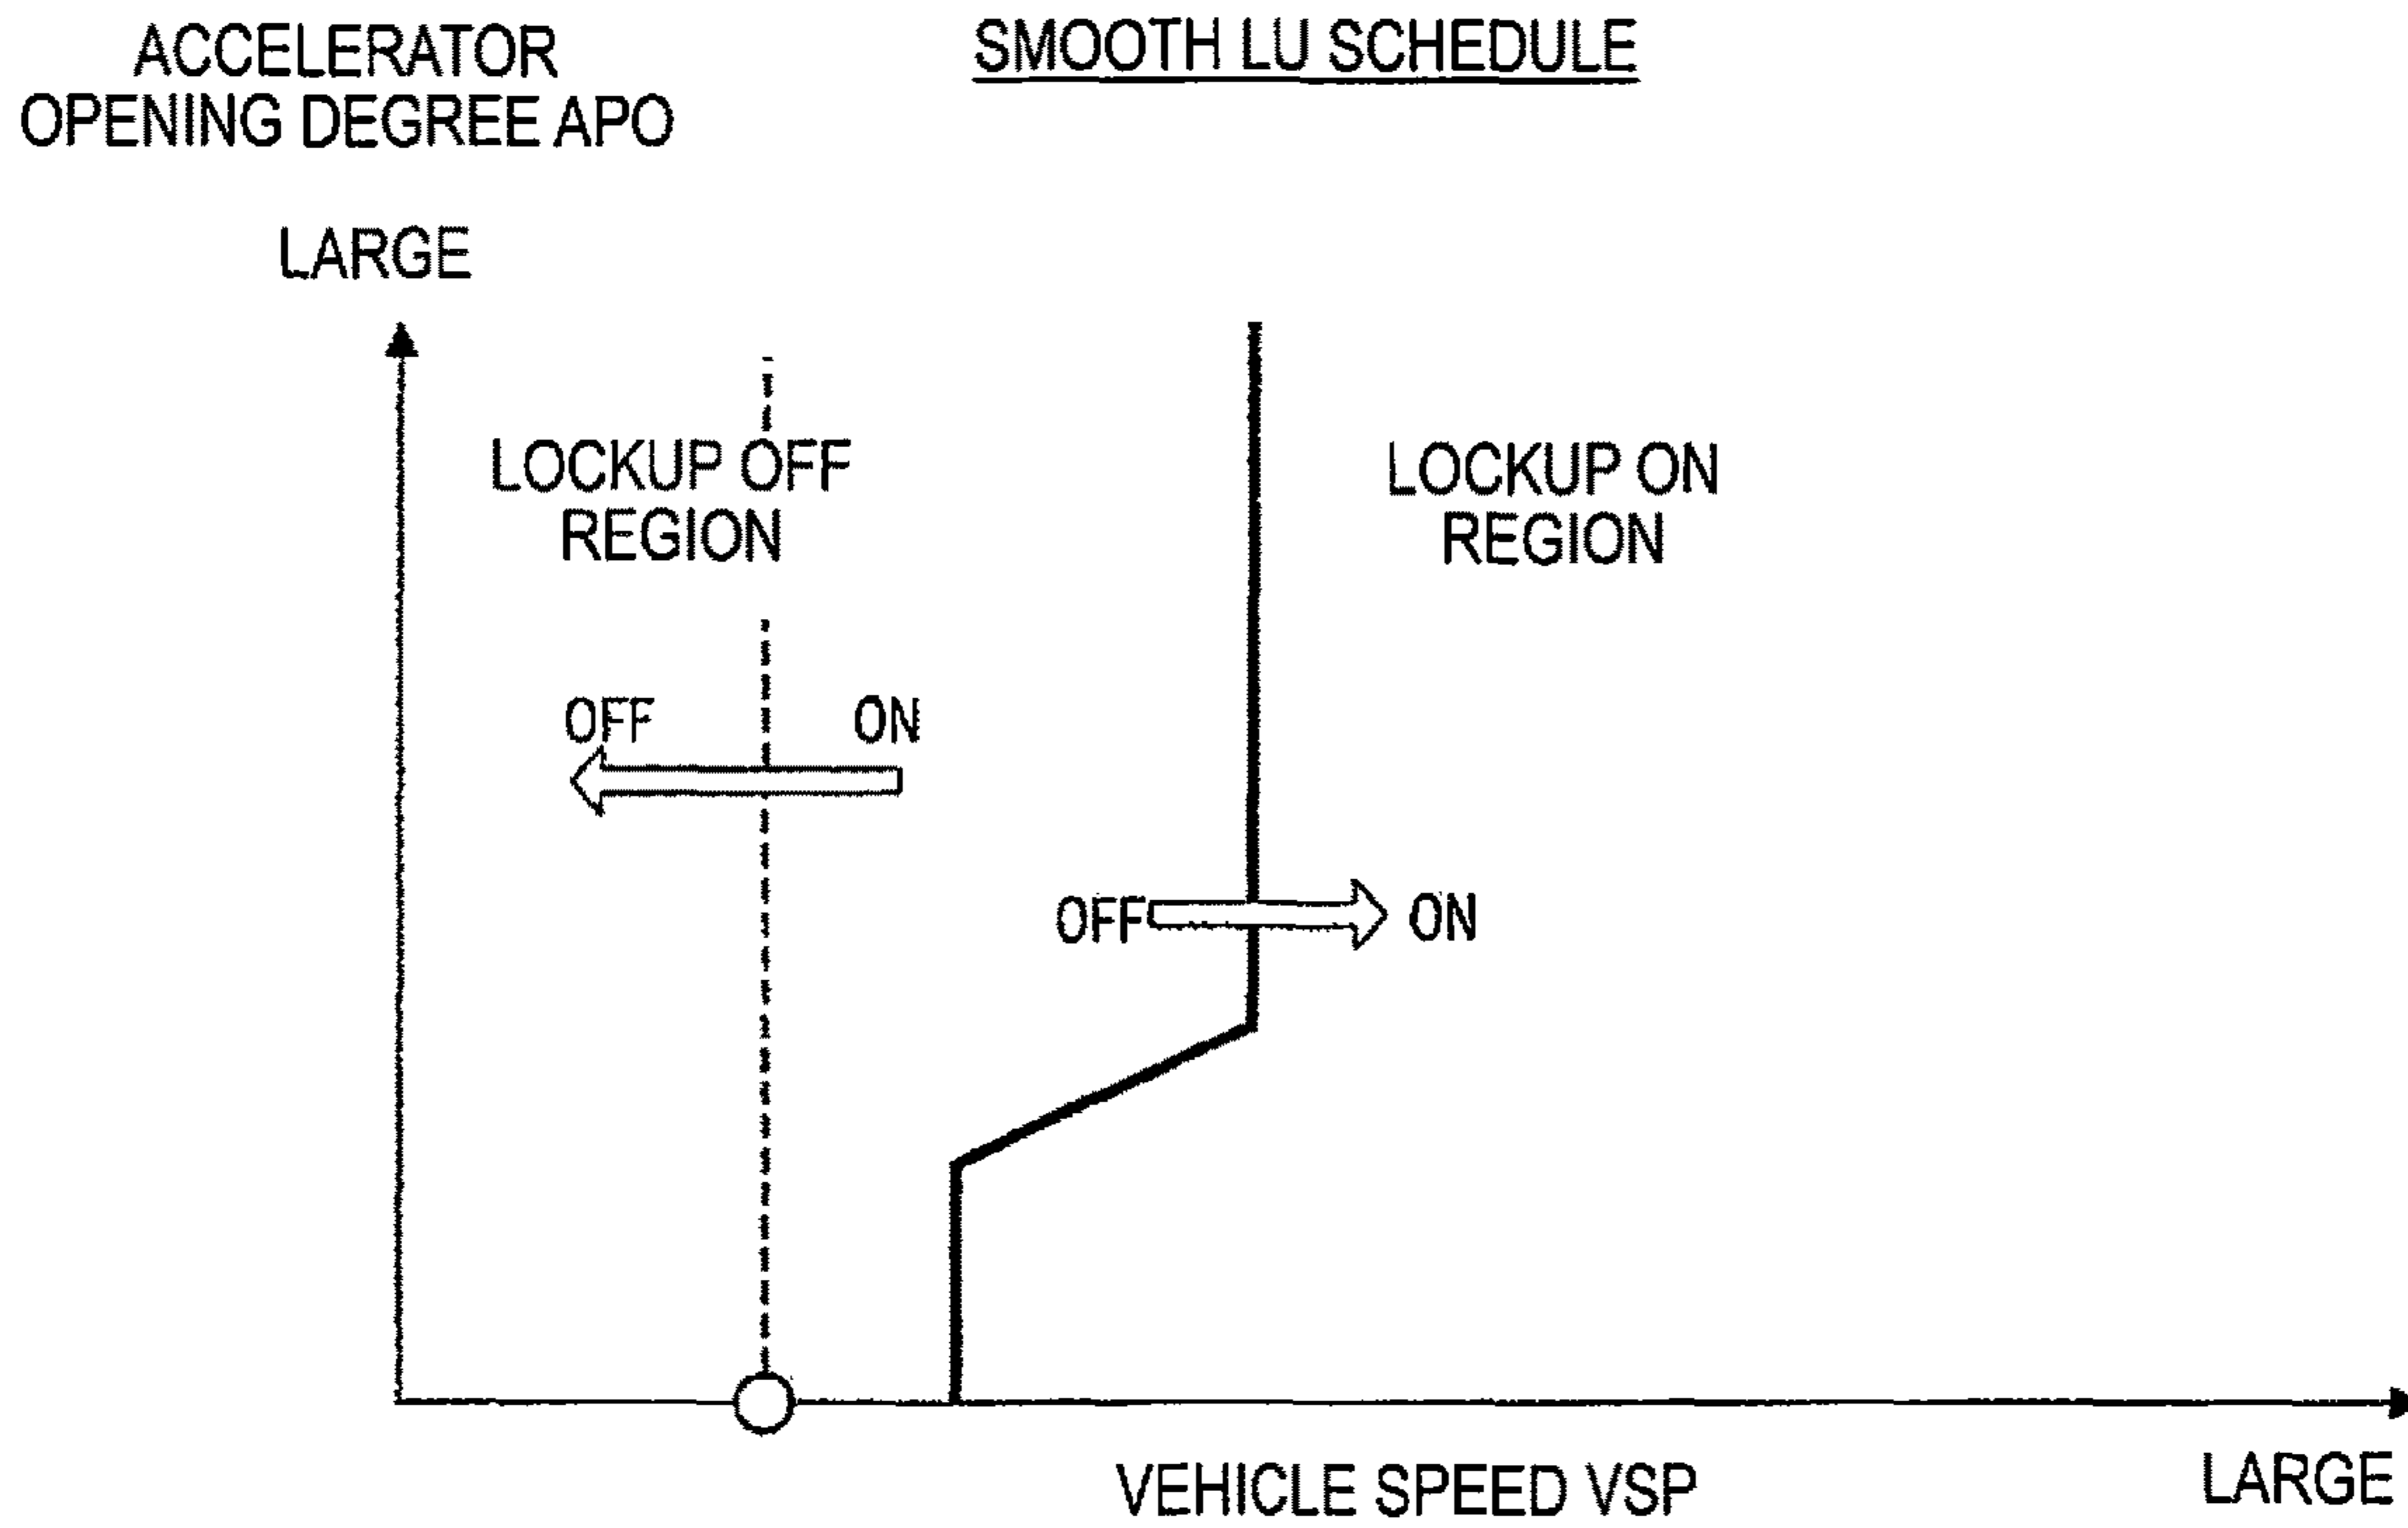 ACCELERATOR
OPENING DEGREE APO
SMOOTH LU SCHEDULE
LARGE
LOCKUP OFF
REGION
LOCKUP ON
REGION
OFF
ON
OFF
ON
VEHICLE SPEED VSP
LARGE